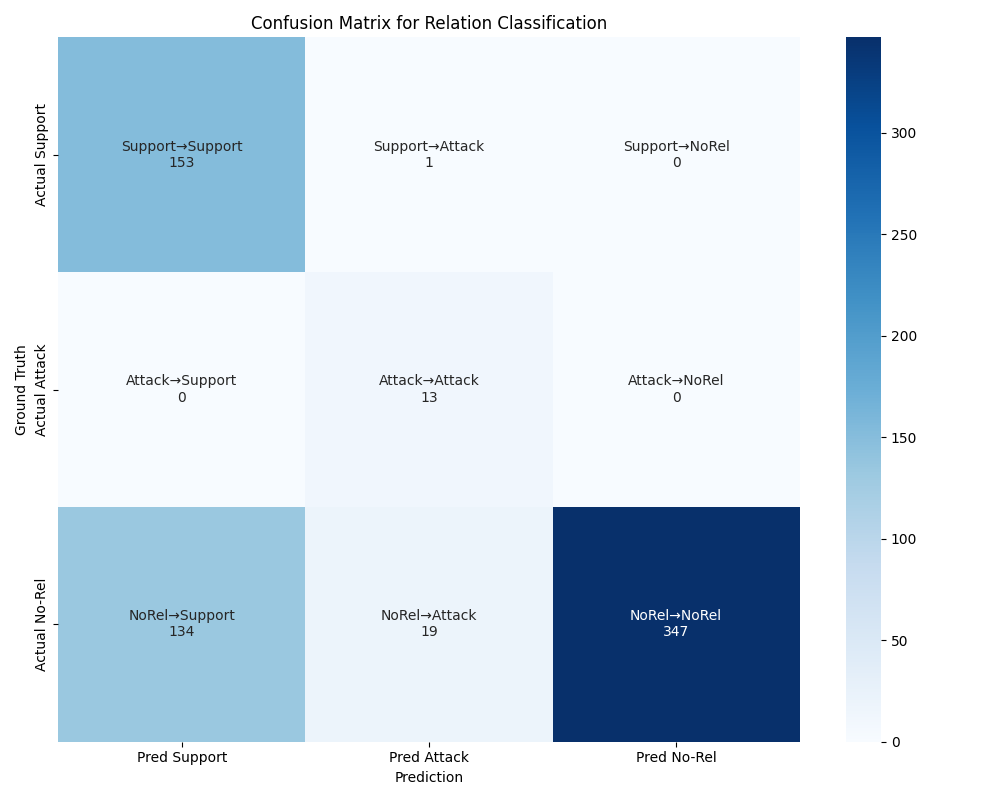 Confusion Matrix for Relation Classification
Ground Truth
Actual Support
Support→Support
153
Support→Attack
1
Support→NoRel
0
Actual Attack
Attack→Support
0
Attack→Attack
13
Attack→NoRel
0
Actual No-Rel
NoRel→Support
134
NoRel→Attack
19
NoRel→NoRel
347
Pred Support
Pred Attack
Pred No-Rel
Prediction
300
250
200
150
100
50
0